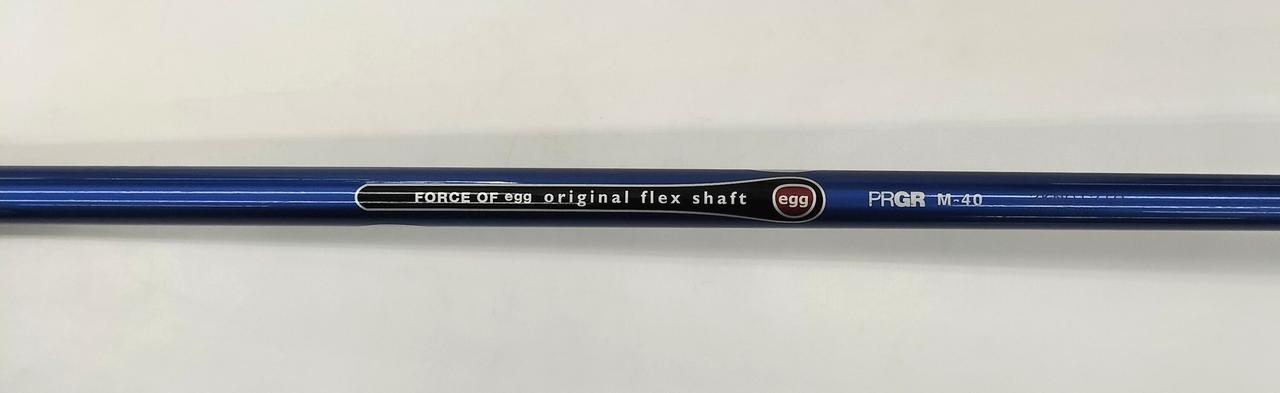 FORCE OF egg original flex shaft egg PRGR M-40